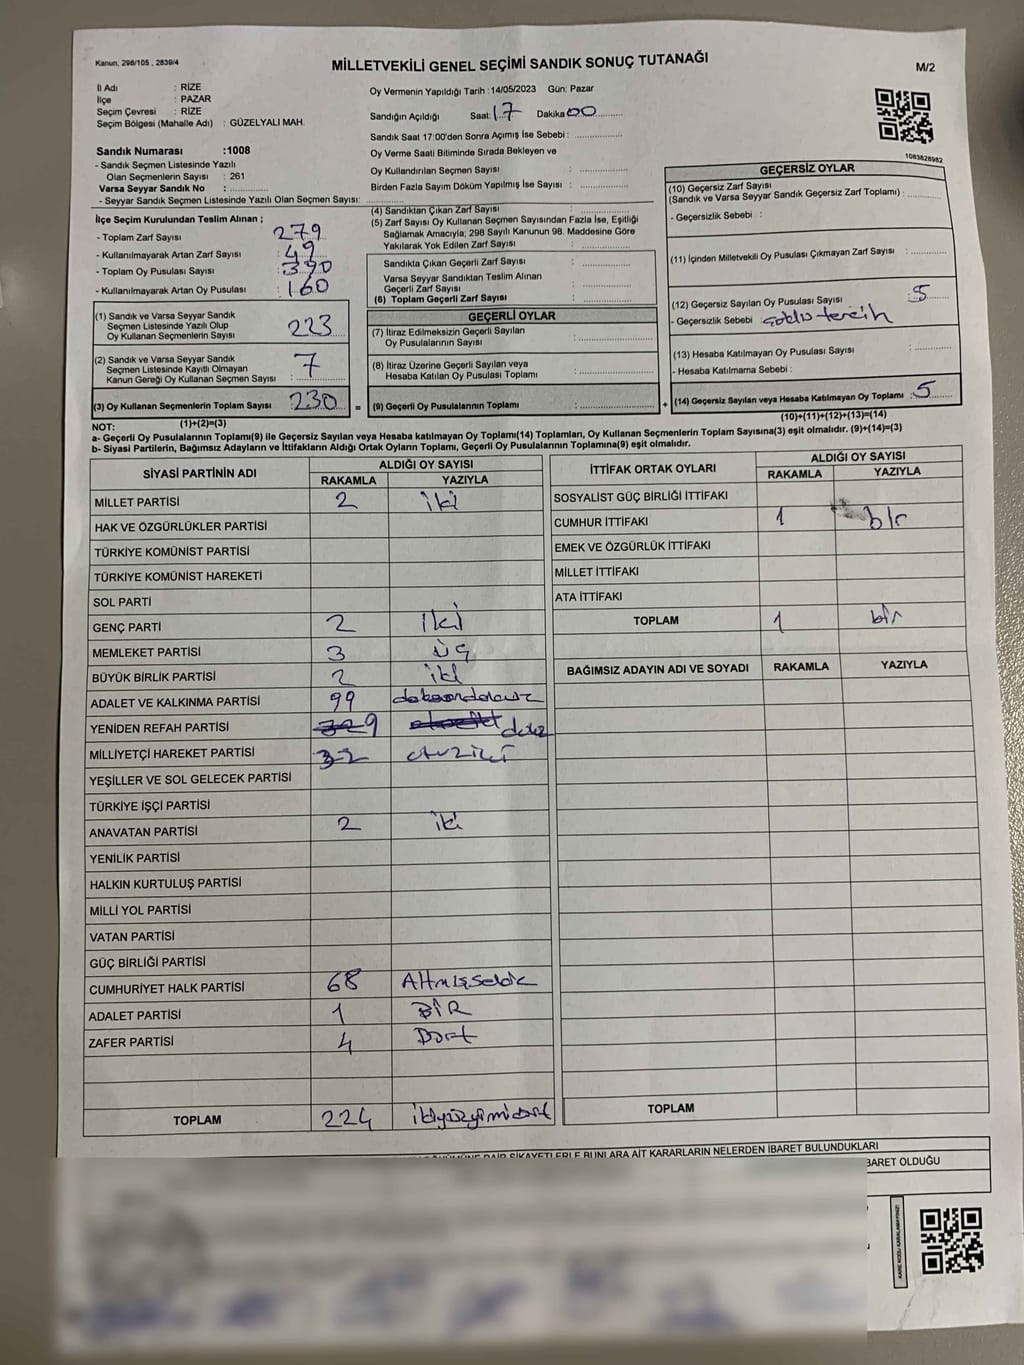 Kanun; 298/105 , 2839/4
MİLLETVEKİLİ GENEL SEÇİMİ SANDIK SONUÇ TUTANAĞI
M/2
İl Adı : RİZE
İlçe : PAZAR
Seçim Çevresi : RİZE
Seçim Bölgesi (Mahalle Adı) : GÜZELYALI MAH.
Sandık Numarası :1008
- Sandık Seçmen Listesinde Yazılı
Olan Seçmenlerin Sayısı : 261
Varsa Seyyar Sandık No :
- Seyyar Sandık Seçmen Listesinde Yazılı Olan Seçmen Sayısı:
Oy Vermenin Yapıldığı Tarih :14/05/2023 Gün: Pazar
Sandığın Açıldığı Saat: 17 Dakika 00
Sandık Saat 17:00'den Sonra Açımış İse Sebebi :
Oy Verme Saati Bitiminde Sırada Bekleyen ve
Oy Kullandırılan Seçmen Sayısı :
Birden Fazla Sayım Döküm Yapılmış İse Sayısı :
1083828982
İlçe Seçim Kurulundan Teslim Alınan ;
- Toplam Zarf Sayısı : 279
- Kullanılmayarak Artan Zarf Sayısı : 49
- Toplam Oy Pusulası Sayısı : 390
- Kullanılmayarak Artan Oy Pusulası : 160
(1) Sandık ve Varsa Seyyar Sandık
Seçmen Listesinde Yazılı Olup
Oy Kullanan Seçmenlerin Sayısı : 223
(2) Sandık ve Varsa Seyyar Sandık
Seçmen Listesinde Kayıtlı Olmayan
Kanun Gereği Oy Kullanan Seçmen Sayısı : 7
(3) Oy Kullanan Seçmenlerin Toplam Sayısı : 230 =
(1)+(2)=(3)
(4) Sandıktan Çıkan Zarf Sayısı :
(5) Zarf Sayısı Oy Kullanan Seçmen Sayısından Fazla İse, Eşitliği
Sağlamak Amacıyla; 298 Sayılı Kanunun 98. Maddesine Göre
Yakılarak Yok Edilen Zarf Sayısı :
Sandıkta Çıkan Geçerli Zarf Sayısı :
Varsa Seyyar Sandıktan Teslim Alınan
Geçerli Zarf Sayısı :
(6) Toplam Geçerli Zarf Sayısı :
GEÇERLİ OYLAR
(7) İtiraz Edilmeksizin Geçerli Sayılan
Oy Pusulalarının Sayısı :
(8) İtiraz Üzerine Geçerli Sayılan veya
Hesaba Katılan Oy Pusulası Toplamı :
(9) Geçerli Oy Pusulalarının Toplamı : +
GEÇERSİZ OYLAR
(10) Geçersiz Zarf Sayısı
(Sandık ve Varsa Seyyar Sandık Geçersiz Zarf Toplamı) :
- Geçersizlik Sebebi :
(11) İçinden Milletvekili Oy Pusulası Çıkmayan Zarf Sayısı :
(12) Geçersiz Sayılan Oy Pusulası Sayısı : 5
- Geçersizlik Sebebi : çoklu tercih
(13) Hesaba Katılmayan Oy Pusulası Sayısı :
- Hesaba Katılmama Sebebi :
(14) Geçersiz Sayılan veya Hesaba Katılmayan Oy Toplamı : 5
(10)+(11)+(12)+(13)=(14)
NOT:
a- Geçerli Oy Pusulalarının Toplamı(9) ile Geçersiz Sayılan veya Hesaba katılmayan Oy Toplamı(14) Toplamları, Oy Kullanan Seçmenlerin Toplam Sayısına(3) eşit olmalıdır. (9)+(14)=(3)
b- Siyasi Partilerin, Bağımsız Adayların ve İttifakların Aldığı Oy Toplamı, Geçerli Oy Pusulalarının Toplamına(9) eşit olmalıdır.
SİYASİ PARTİNİN ADI ALDIĞI OY SAYISI
RAKAMLA YAZIYLA
MİLLET PARTİSİ 2 iki
HAK VE ÖZGÜRLÜKLER PARTİSİ
TÜRKİYE KOMÜNİST PARTİSİ
TÜRKİYE KOMÜNİST HAREKETİ
SOL PARTİ
GENÇ PARTİ 2 iki
MEMLEKET PARTİSİ 3 üç
BÜYÜK BİRLİK PARTİSİ 2 iki
ADALET VE KALKINMA PARTİSİ 99
YENİDEN REFAH PARTİSİ 9
MİLLİYETÇİ HAREKET PARTİSİ 32 otuziki
YEŞİLLER VE SOL GELECEK PARTİSİ
TÜRKİYE İŞÇİ PARTİSİ
ANAVATAN PARTİSİ 2 iki
YENİLİK PARTİSİ
HALKIN KURTULUŞ PARTİSİ
MİLLİ YOL PARTİSİ
VATAN PARTİSİ
GÜÇ BİRLİĞİ PARTİSİ
CUMHURİYET HALK PARTİSİ 68 Altmışsekiz
ADALET PARTİSİ 1 BİR
ZAFER PARTİSİ 4 Dört
TOPLAM 224 ikiyüzyirmidört
İTTİFAK ORTAK OYLARI ALDIĞI OY SAYISI
RAKAMLA YAZIYLA
SOSYALİST GÜÇ BİRLİĞİ İTTİFAKI
CUMHUR İTTİFAKI 1 bir
EMEK VE ÖZGÜRLÜK İTTİFAKI
MİLLET İTTİFAKI
ATA İTTİFAKI
TOPLAM 1 bir
BAĞIMSIZ ADAYIN ADI VE SOYADI RAKAMLA YAZIYLA
TOPLAM
DAİR ŞİKAYETLERLE BUNLARA AİT KARARLARIN NELERDEN İBARET BULUNDUKLARI
BARET OLDUĞU